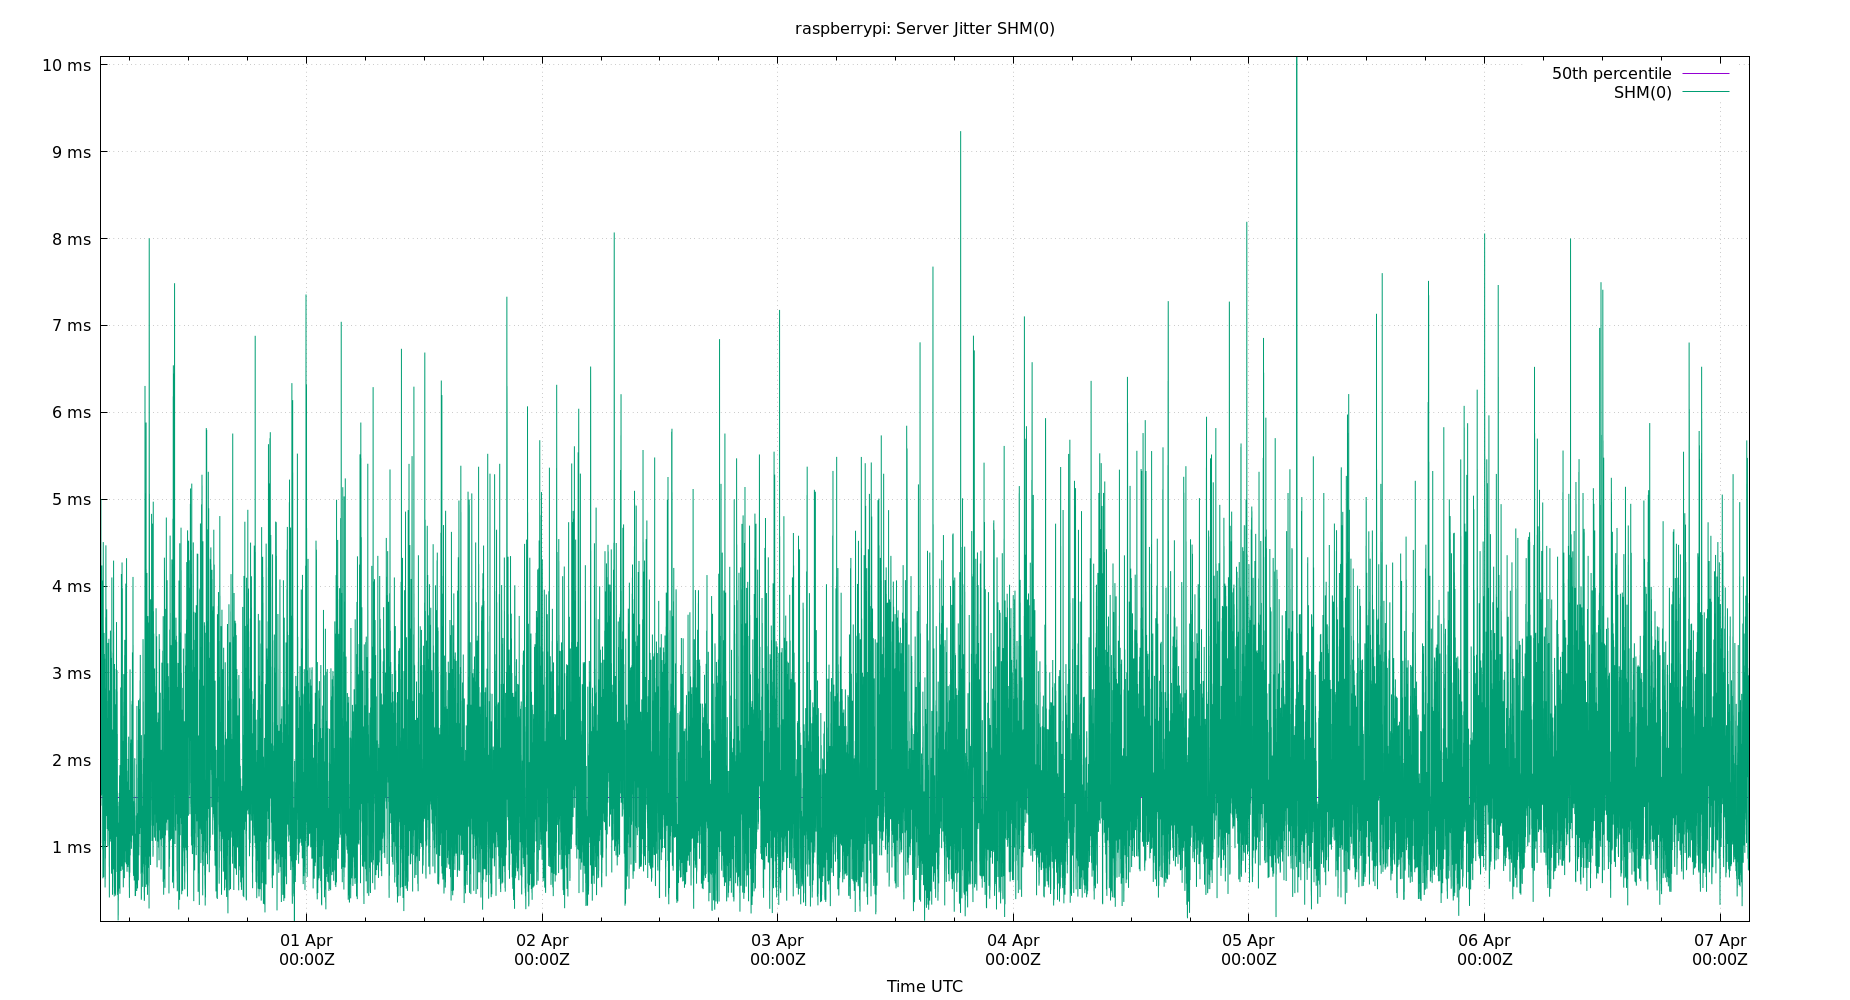 raspberrypi: Server Jitter SHM(0)
10 ms
9 ms
8 ms
7 ms
6 ms
5 ms
4 ms
3 ms
2 ms
1 ms
50th percentile
SHM(0)
01 Apr
00:00Z
02 Apr
00:00Z
03 Apr
00:00Z
04 Apr
00:00Z
05 Apr
00:00Z
06 Apr
00:00Z
07 Apr
00:00Z
Time UTC